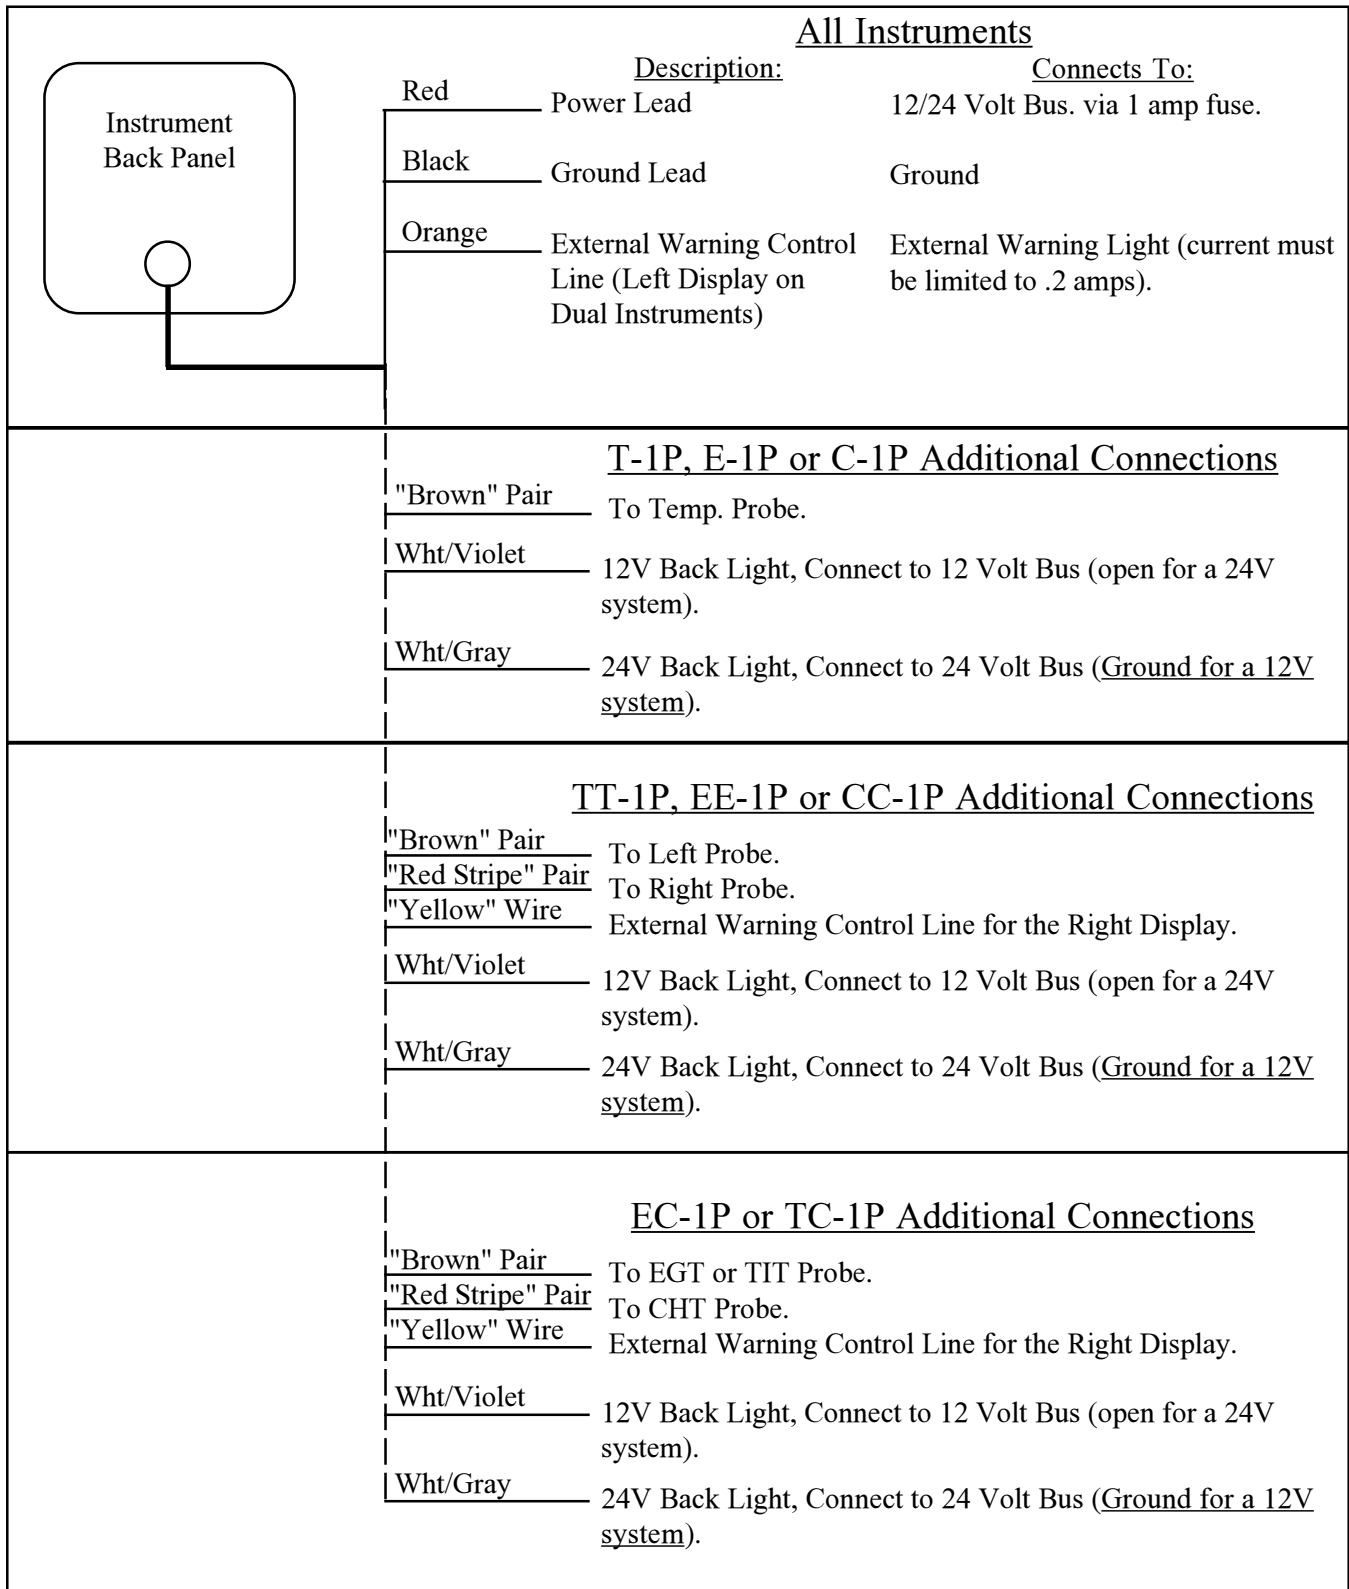 All Instruments
Description:
Connects To:
Instrument
Back Panel
Red
Power Lead
12/24 Volt Bus. via 1 amp fuse.
Black
Ground Lead
Ground
Orange
External Warning Control
Line (Left Display on
Dual Instruments)
External Warning Light (current must
be limited to .2 amps).
T-1P, E-1P or C-1P Additional Connections
"Brown" Pair
To Temp. Probe.
Wht/Violet
12V Back Light, Connect to 12 Volt Bus (open for a 24V
system).
Wht/Gray
24V Back Light, Connect to 24 Volt Bus (Ground for a 12V
system).
TT-1P, EE-1P or CC-1P Additional Connections
"Brown" Pair
To Left Probe.
"Red Stripe" Pair
To Right Probe.
"Yellow" Wire
External Warning Control Line for the Right Display.
Wht/Violet
12V Back Light, Connect to 12 Volt Bus (open for a 24V
system).
Wht/Gray
24V Back Light, Connect to 24 Volt Bus (Ground for a 12V
system).
EC-1P or TC-1P Additional Connections
"Brown" Pair
To EGT or TIT Probe.
"Red Stripe" Pair
To CHT Probe.
"Yellow" Wire
External Warning Control Line for the Right Display.
Wht/Violet
12V Back Light, Connect to 12 Volt Bus (open for a 24V
system).
Wht/Gray
24V Back Light, Connect to 24 Volt Bus (Ground for a 12V
system).